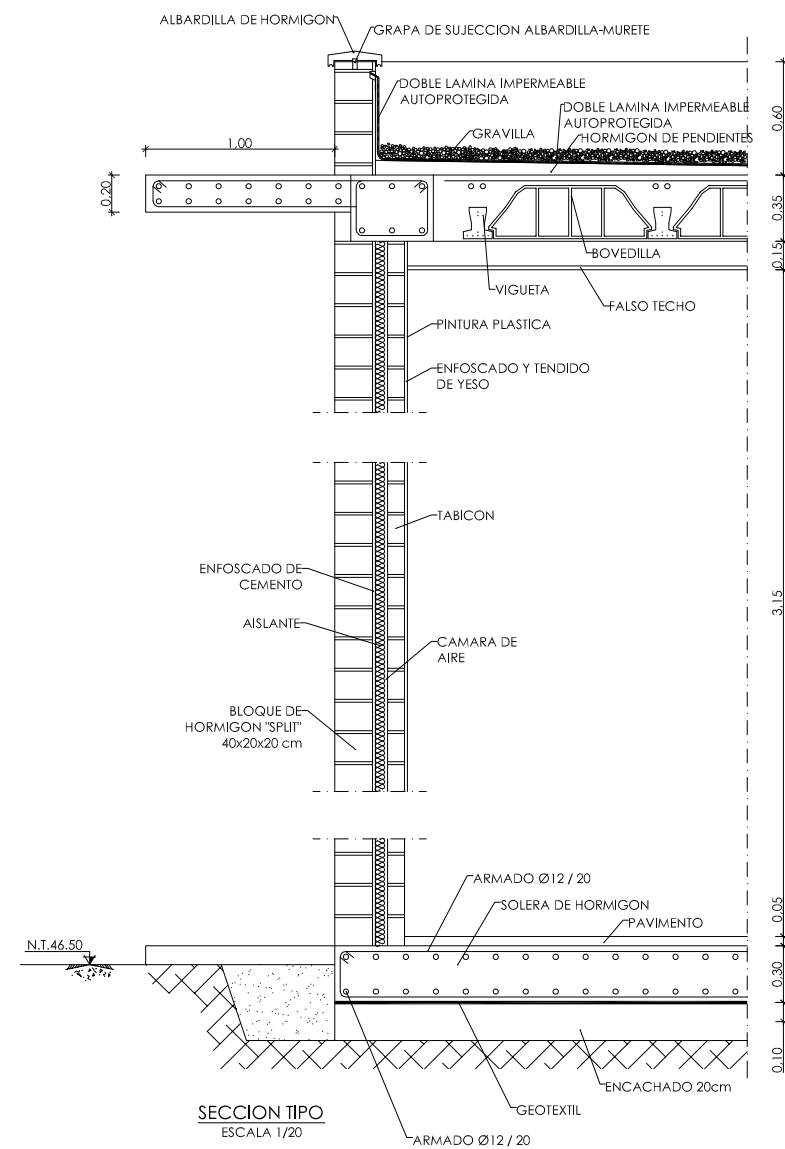 ALBARDILLA DE HORMIGON
GRAPA DE SUJECCION ALBARDILLA-MURETE
DOBLE LAMINA IMPERMEABLE
AUTOPROTEGIDA
DOBLE LAMINA IMPERMEABLE
AUTOPROTEGIDA
GRAVILLA
HORMIGON DE PENDIENTES
0.60
1,00
0.20
0.35
BOVEDILLA
0.15
VIGUETA
FALSO TECHO
PINTURA PLASTICA
ENFOSCADO Y TENDIDO
DE YESO
TABICON
ENFOSCADO DE
CEMENTO
3.15
AISLANTE
CAMARA DE
AIRE
BLOQUE DE
HORMIGON "SPLIT"
40x20x20 cm
ARMADO Ø12 / 20
SOLERA DE HORMIGON
PAVIMENTO
0.05
N.T.46.50
0.30
0.10
ENCACHADO 20cm
GEOTEXTIL
SECCION TIPO
ESCALA 1/20
ARMADO Ø12 / 20